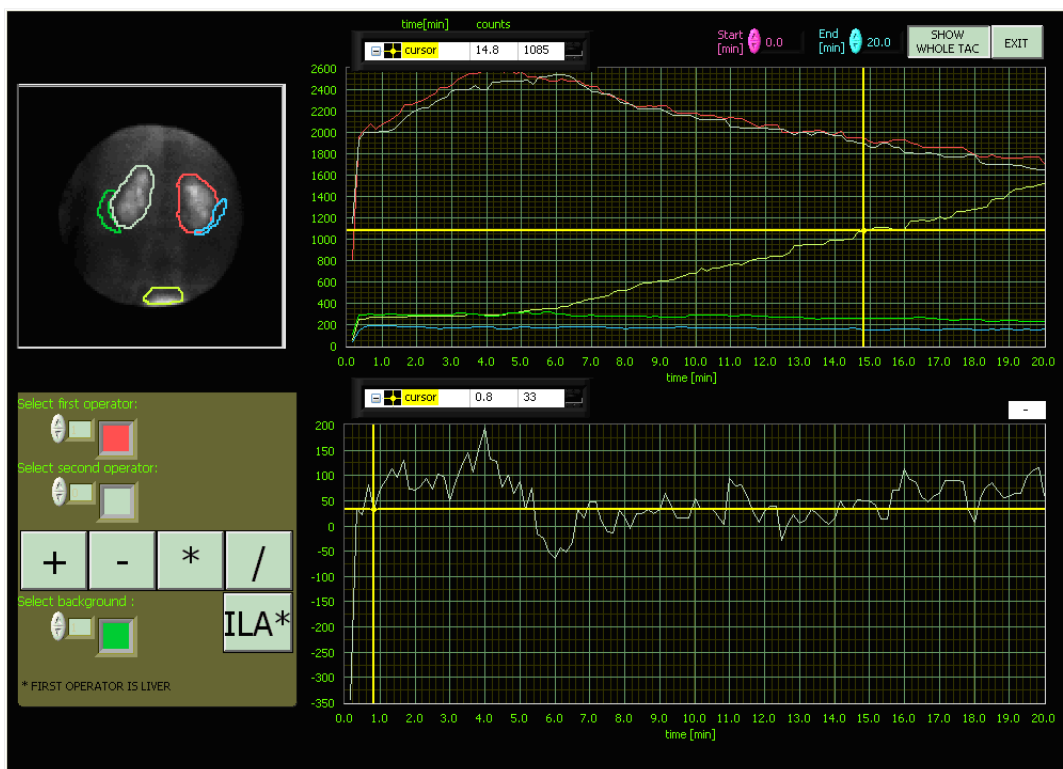 time[min] counts
cursor 14.8 1085
Start [min] 0.0
End [min] 20.0
SHOW WHOLE TAC
EXIT
2600
2400
2200
2000
1800
1600
1400
1200
1000
800
600
400
200
0
0.0 1.0 2.0 3.0 4.0 5.0 6.0 7.0 8.0 9.0 10.0 11.0 12.0 13.0 14.0 15.0 16.0 17.0 18.0 19.0 20.0
time [min]
cursor 0.8 33
-
Select first operator:
Select second operator:
+ - * /
Select background :
ILA*
* FIRST OPERATOR IS LIVER
200
150
100
50
0
-50
-100
-150
-200
-250
-300
-350
0.0 1.0 2.0 3.0 4.0 5.0 6.0 7.0 8.0 9.0 10.0 11.0 12.0 13.0 14.0 15.0 16.0 17.0 18.0 19.0 20.0
time [min]